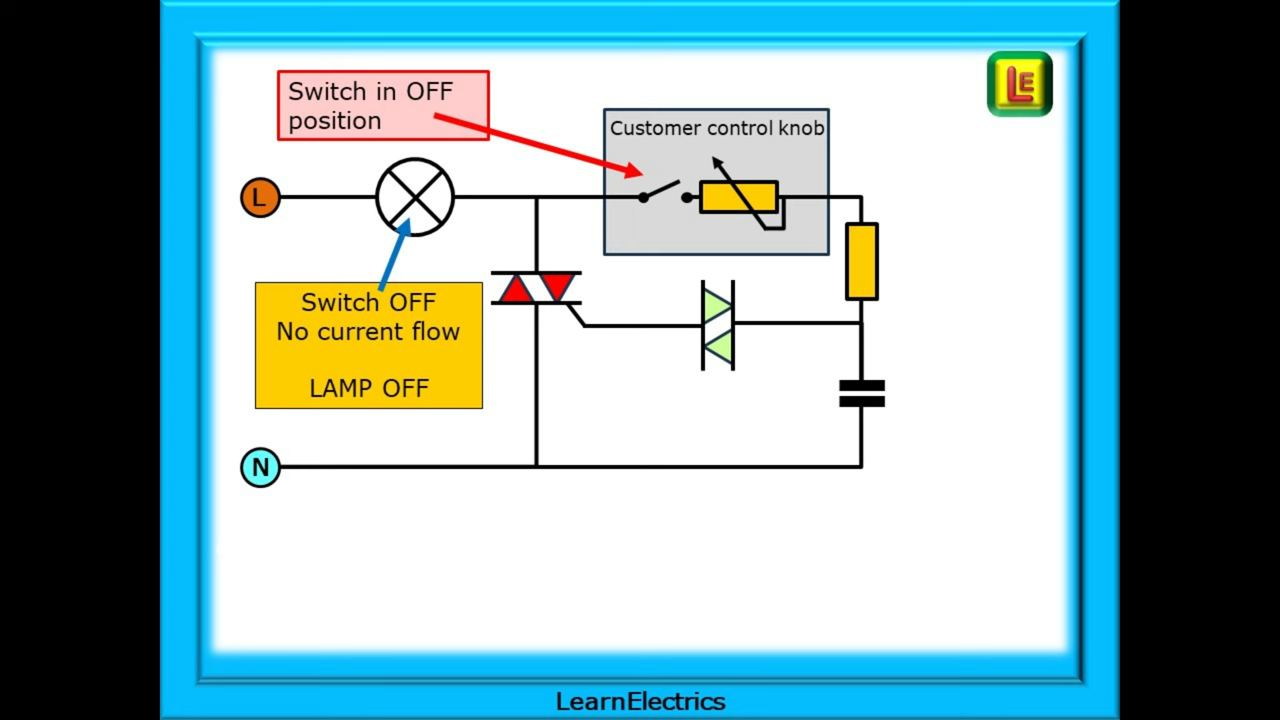 Switch in OFF
position
Customer control knob
LE
L
Switch OFF
No current flow
LAMP OFF
N
LearnElectrics